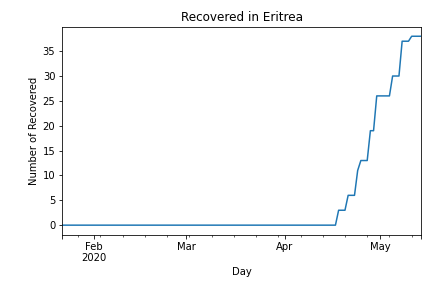 Recovered in Eritrea
Number of Recovered
35
30
25
20
15
10
5
0
Feb
2020
Mar
Apr
May
Day